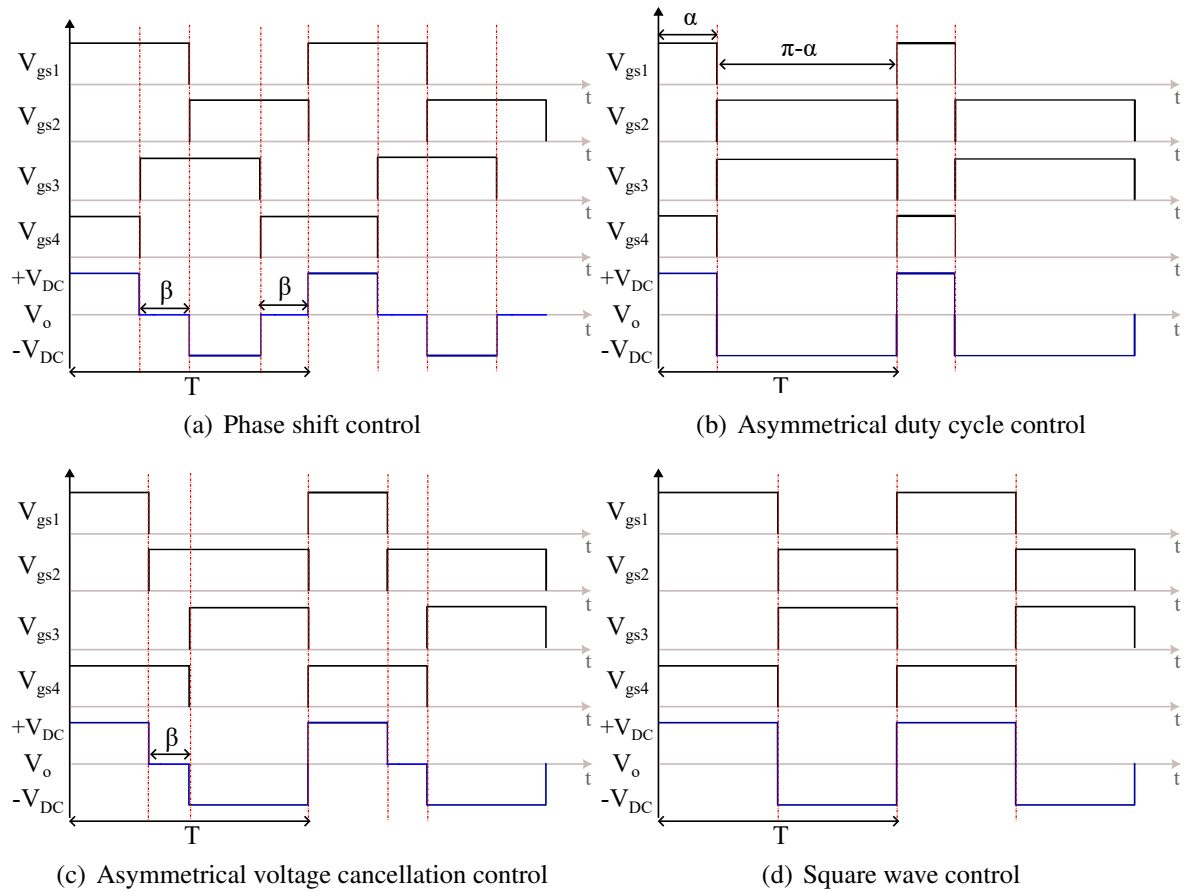 V_gs1
t
V_gs2
t
V_gs3
t
V_gs4
t
+V_DC
β
β
V_o
t
-V_DC
T
(a) Phase shift control
α
π-α
V_gs1
t
V_gs2
t
V_gs3
t
V_gs4
t
+V_DC
V_o
t
-V_DC
T
(b) Asymmetrical duty cycle control
V_gs1
t
V_gs2
t
V_gs3
t
V_gs4
t
+V_DC
β
V_o
t
-V_DC
T
(c) Asymmetrical voltage cancellation control
V_gs1
t
V_gs2
t
V_gs3
t
V_gs4
t
+V_DC
V_o
t
-V_DC
T
(d) Square wave control